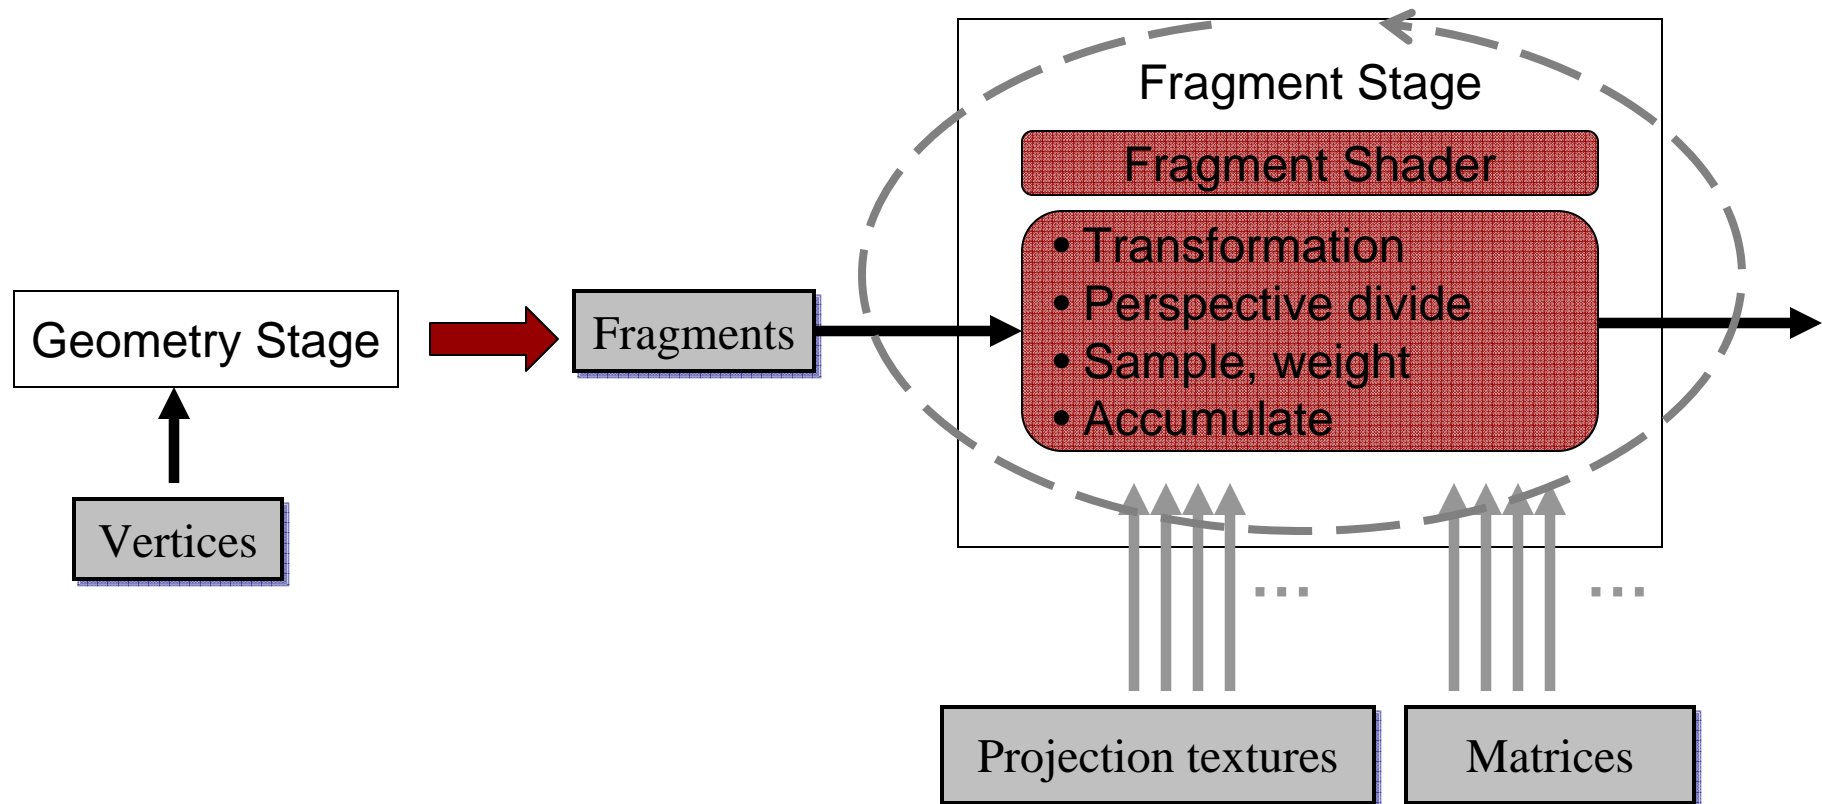 Fragment Stage
Fragment Shader
• Transformation
• Perspective divide
• Sample, weight
• Accumulate
Geometry Stage
Fragments
Vertices
...
...
Projection textures
Matrices